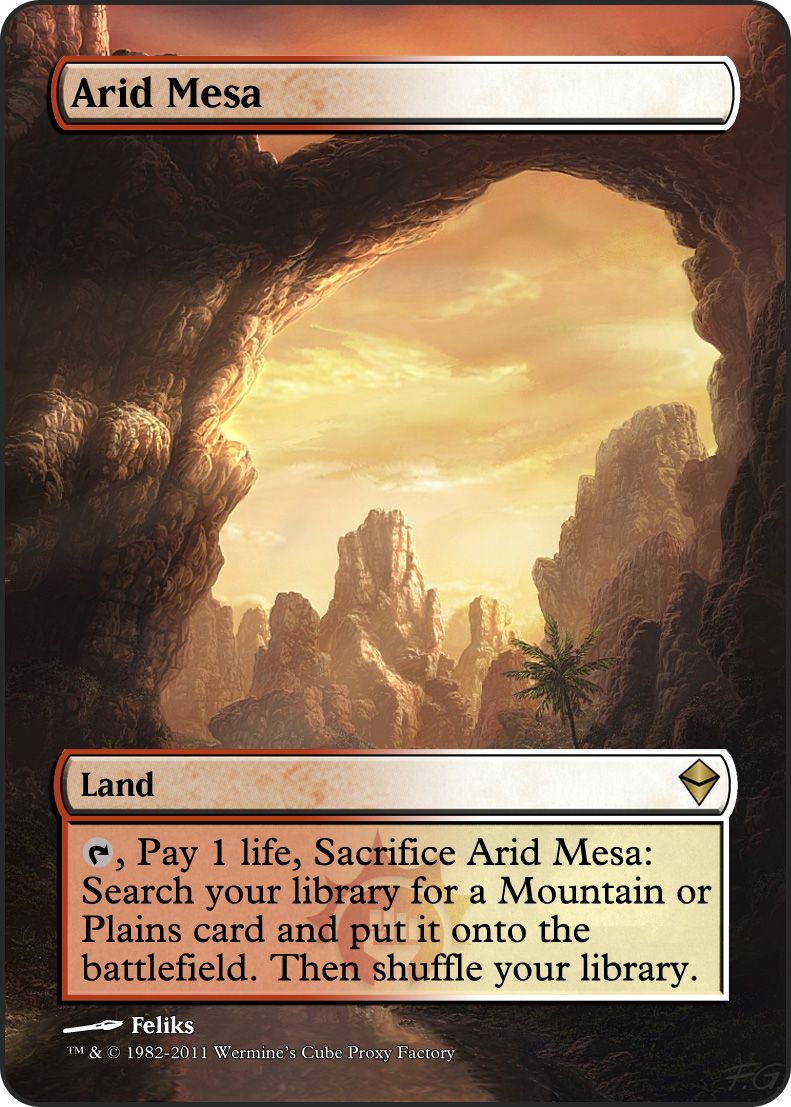 Arid Mesa
Land
, Pay 1 life, Sacrifice Arid Mesa:
Search your library for a Mountain or
Plains card and put it onto the
battlefield. Then shuffle your library.
Feliks
™ & © 1982-2011 Wermine's Cube Proxy Factory
F.G